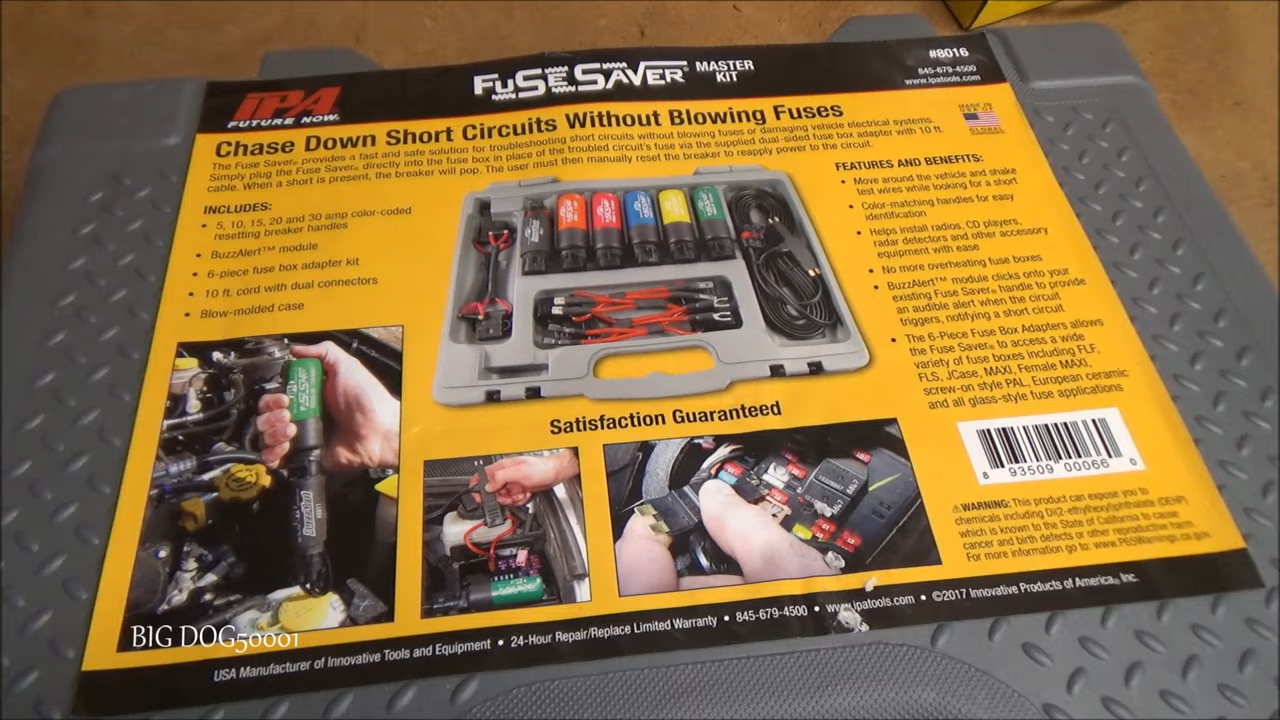 #8016
845-679-4500
www.ipatools.com
FUSE SAVER® MASTER KIT
IPA®
FUTURE NOW.
MADE IN
USA OF
GLOBAL
Chase Down Short Circuits Without Blowing Fuses
The Fuse Saver® provides a fast and safe solution for troubleshooting short circuits without blowing fuses or damaging vehicle electrical systems.
Simply plug the Fuse Saver® directly into the fuse box in place of the troubled circuit's fuse via the supplied dual-sided fuse box adapter with 10 ft.
cable. When a short is present, the breaker will pop. The user must then manually reset the breaker to reapply power to the circuit.
INCLUDES:
• 5, 10, 15, 20 and 30 amp color-coded
resetting breaker handles
• BuzzAlert™ module
• 6-piece fuse box adapter kit
• 10 ft. cord with dual connectors
• Blow-molded case
FEATURES AND BENEFITS:
• Move around the vehicle and shake
test wires while looking for a short
• Color-matching handles for easy
identification
• Helps install radios, CD players,
radar detectors and other accessory
equipment with ease
• No more overheating fuse boxes
• BuzzAlert™ module clicks onto your
existing Fuse Saver® handle to provide
an audible alert when the circuit
triggers, notifying a short circuit
• The 6-Piece Fuse Box Adapters allows
the Fuse Saver® to access a wide
variety of fuse boxes including FLF,
FLS, JCase, MAXI, Female MAXI,
screw-on style PAL, European ceramic
and all glass-style fuse applications
Satisfaction Guaranteed
8 93509 00066 0
⚠WARNING: This product can expose you to
chemicals including Di(2-ethylhexyl)phthalate (DEHP)
which is known to the State of California to cause
cancer and birth defects or other reproductive harm.
For more information go to: www.P65Warnings.ca.gov.
BuzzAlert
BIG DOG50001
USA Manufacturer of Innovative Tools and Equipment • 24-Hour Repair/Replace Limited Warranty • 845-679-4500 • www.ipatools.com • ©2017 Innovative Products of America®, Inc.